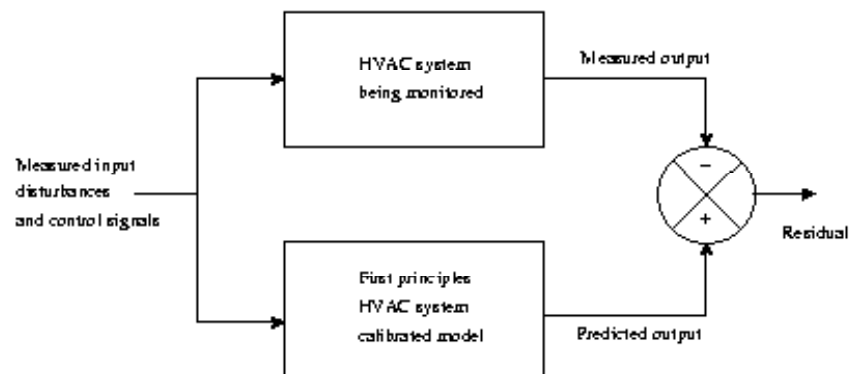 HVAC system
being monitored
Measured output
Measured input
disturbances
and control signals
−
+
Residual
First principles
HVAC system
calibrated model
Predicted output